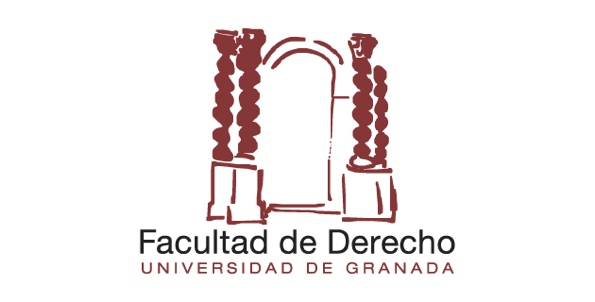 Facultad de Derecho
UNIVERSIDAD DE GRANADA